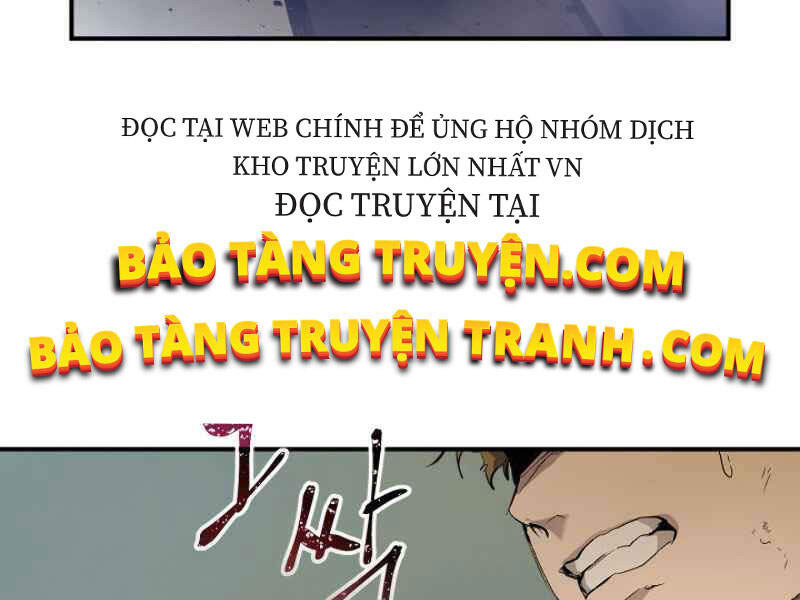 ĐỌC TẠI WEB CHÍNH ĐỂ ỦNG HỘ NHÓM DỊCH
KHO TRUYỆN LỚN NHẤT VN
ĐỌC TRUYỆN TẠI
BẢO TÀNG TRUYỆN.COM
BẢO TÀNG TRUYỆN TRANH.COM